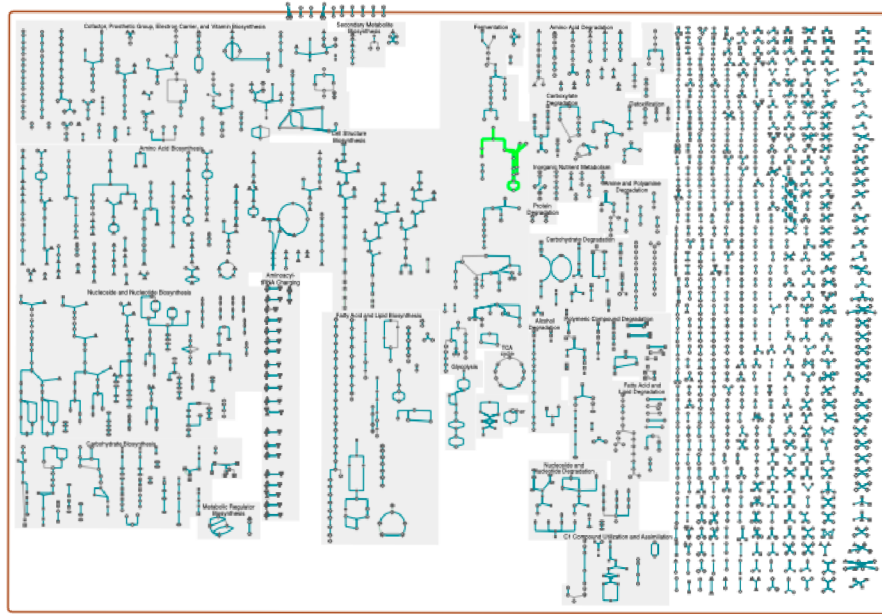 Cofactor, Prosthetic Group, Electron Carrier, and Vitamin Biosynthesis
Secondary Metabolite
Biosynthesis
Fermentation
Amino Acid Degradation
Carboxylate
Degradation
Detoxification
Cell Structure
Biosynthesis
Amino Acid Biosynthesis
Inorganic Nutrient Metabolism
Amine and Polyamine
Degradation
Protein
Degradation
Carbohydrate Degradation
Aminoacyl-
tRNA Charging
Nucleoside and Nucleotide Biosynthesis
Fatty Acid and Lipid Biosynthesis
Alcohol
Degradation
Polymeric Compound Degradation
TCA
cycle
Glycolysis
Fatty Acid and
Lipid Degradation
Other
Carbohydrate Biosynthesis
Nucleoside and
Nucleotide Degradation
Metabolic Regulator
Biosynthesis
C1 Compound Utilization and Assimilation